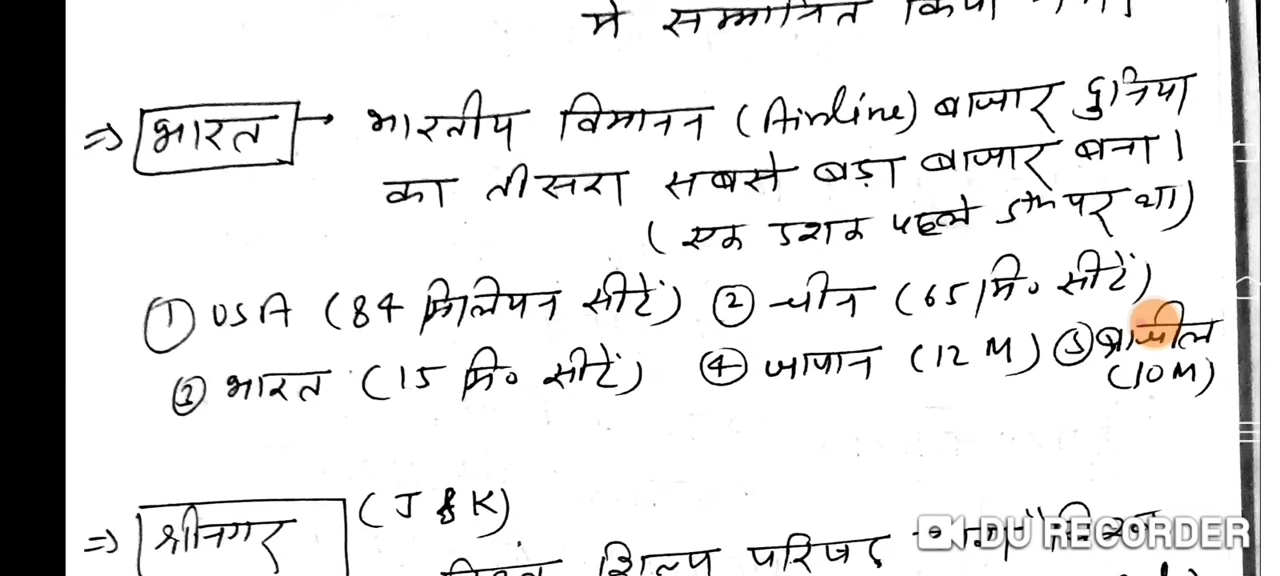 मे सम्मानित किया गया।
⇒ भारत → भारतीय विमानन (Airline) बाजार दुनिया
का तीसरा सबसे बड़ा बाजार बना।
(एक दशक पहले 5th पर था)
① USA (84 मिलियन सीटें) ② चीन (65 मि० सीटें)
③ भारत (15 मि० सीटें) ④ जापान (12 M) ⑤ ब्राजील
(10M)
⇒ श्रीनगर (J & K)
शिल्प परिषद
DU RECORDER